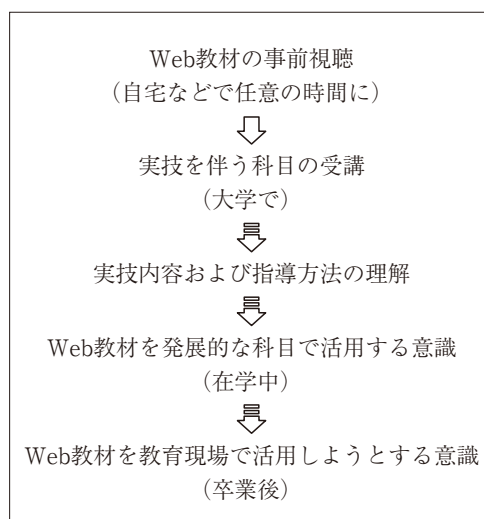 Web教材の事前視聴
（自宅などで任意の時間に）
実技を伴う科目の受講
（大学で）
実技内容および指導方法の理解
Web教材を発展的な科目で活用する意識
（在学中）
Web教材を教育現場で活用しようとする意識
（卒業後）